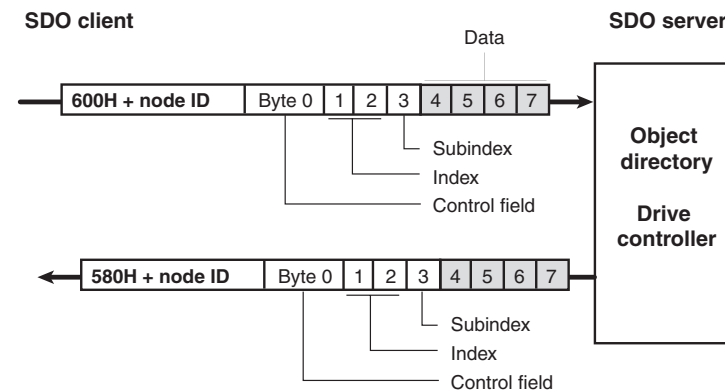 SDO client
SDO server
Data
600H + node ID Byte 0 1 2 3 4 5 6 7
Subindex
Index
Control field
Object
directory
Drive
controller
580H + node ID Byte 0 1 2 3 4 5 6 7
Subindex
Index
Control field